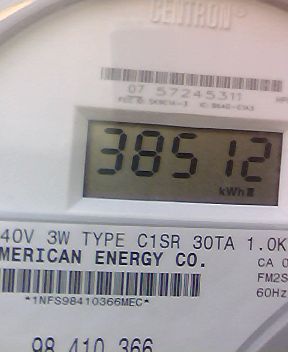 CENTRON®
07 57245311
38512
kWh
40V 3W TYPE C1SR 30TA 1.0K
MERICAN ENERGY CO.
CA 0
FM2S
*1NFS98410366MEC*
60Hz
98 410 366